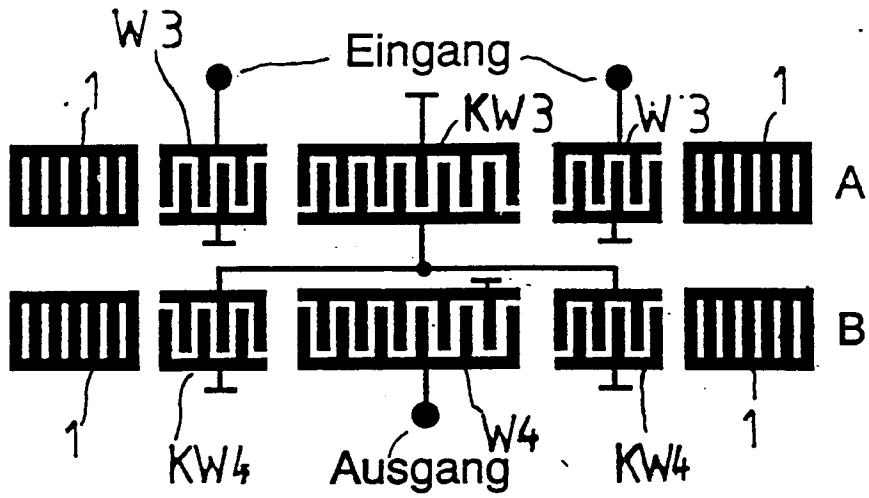 W3 Eingang
1 KW3 W3 1
A
B
1 KW4 Ausgang W4 KW4 1